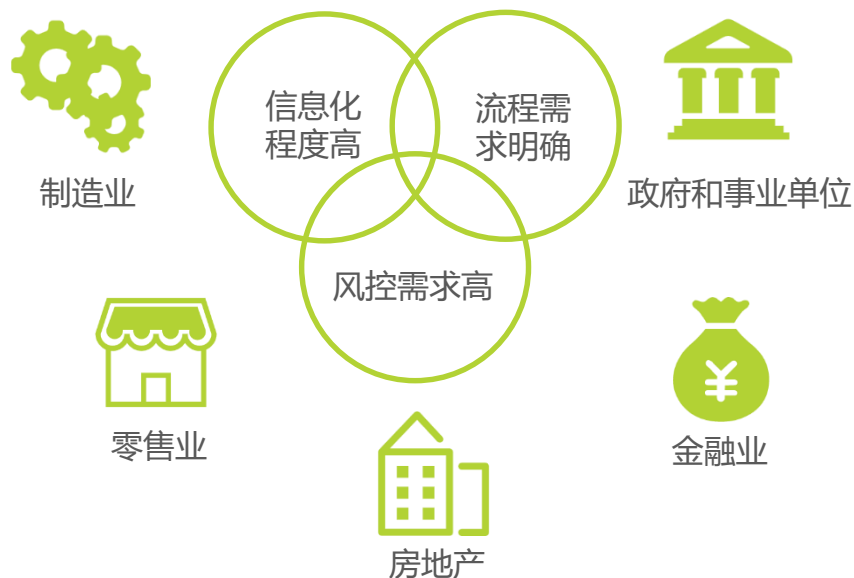 信息化
程度高
流程需
求明确
制造业
政府和事业单位
风控需求高
零售业
金融业
房地产